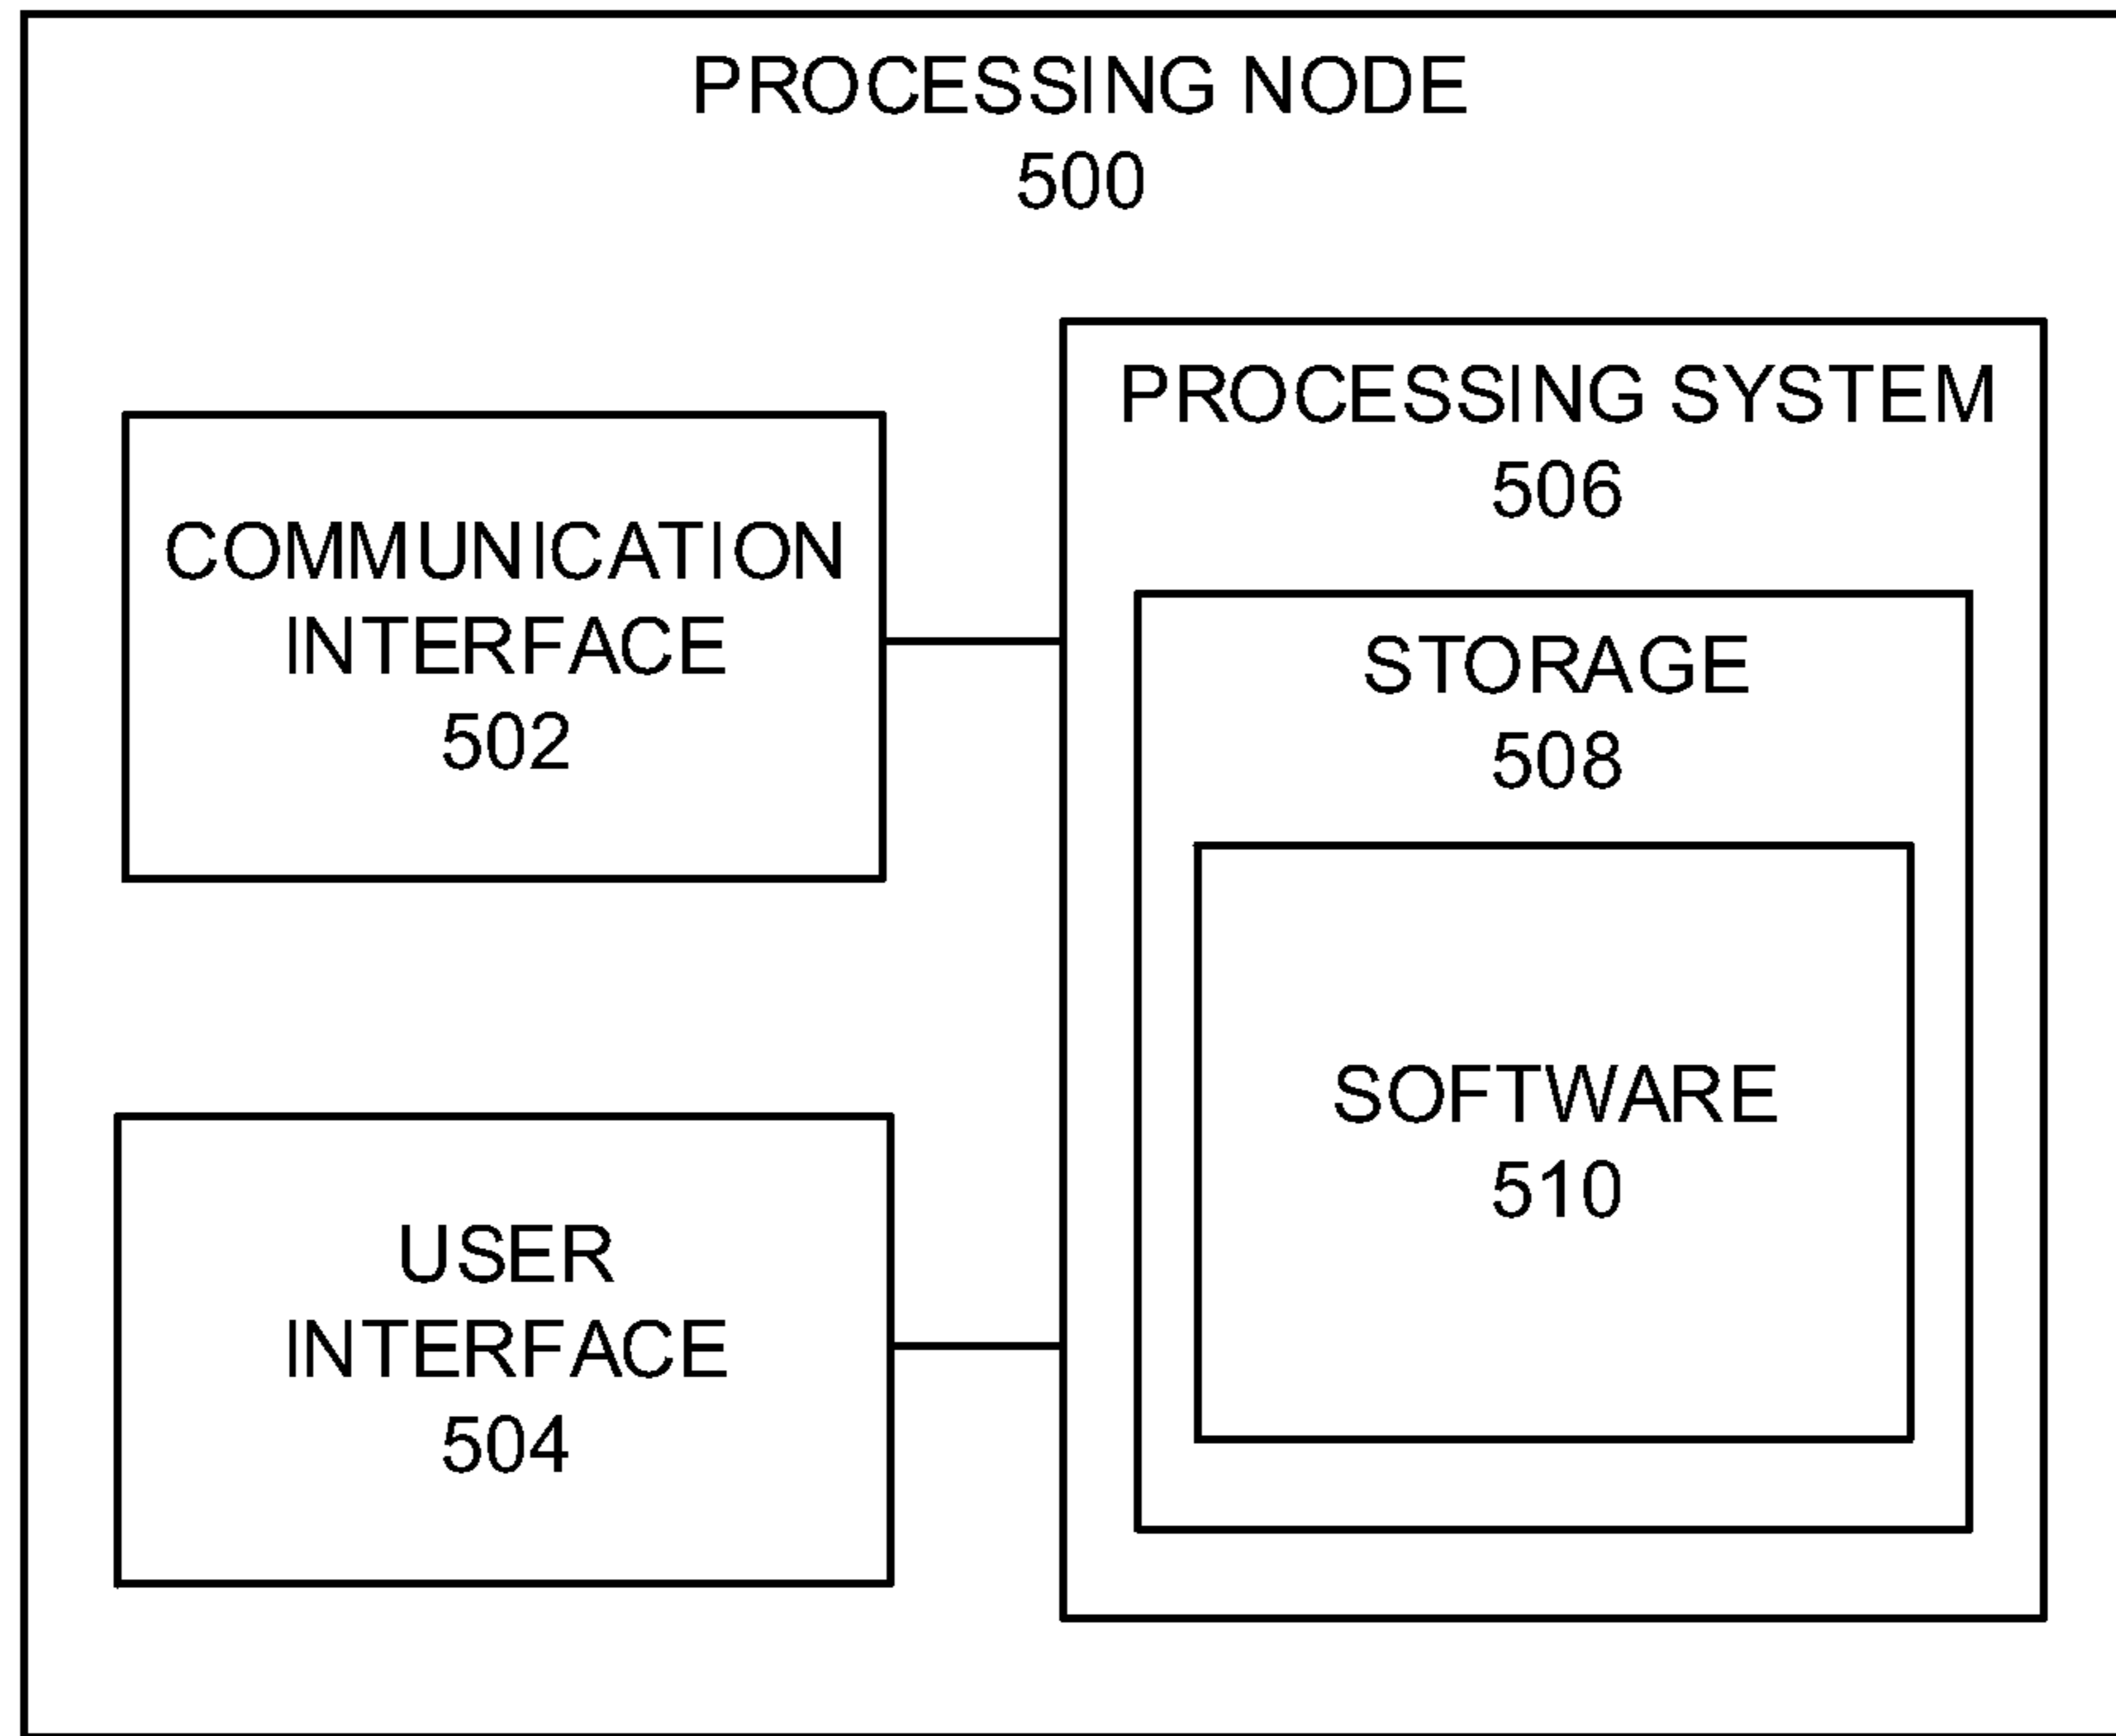 PROCESSING NODE
500
PROCESSING SYSTEM
506
COMMUNICATION
INTERFACE
502
STORAGE
508
SOFTWARE
510
USER
INTERFACE
504